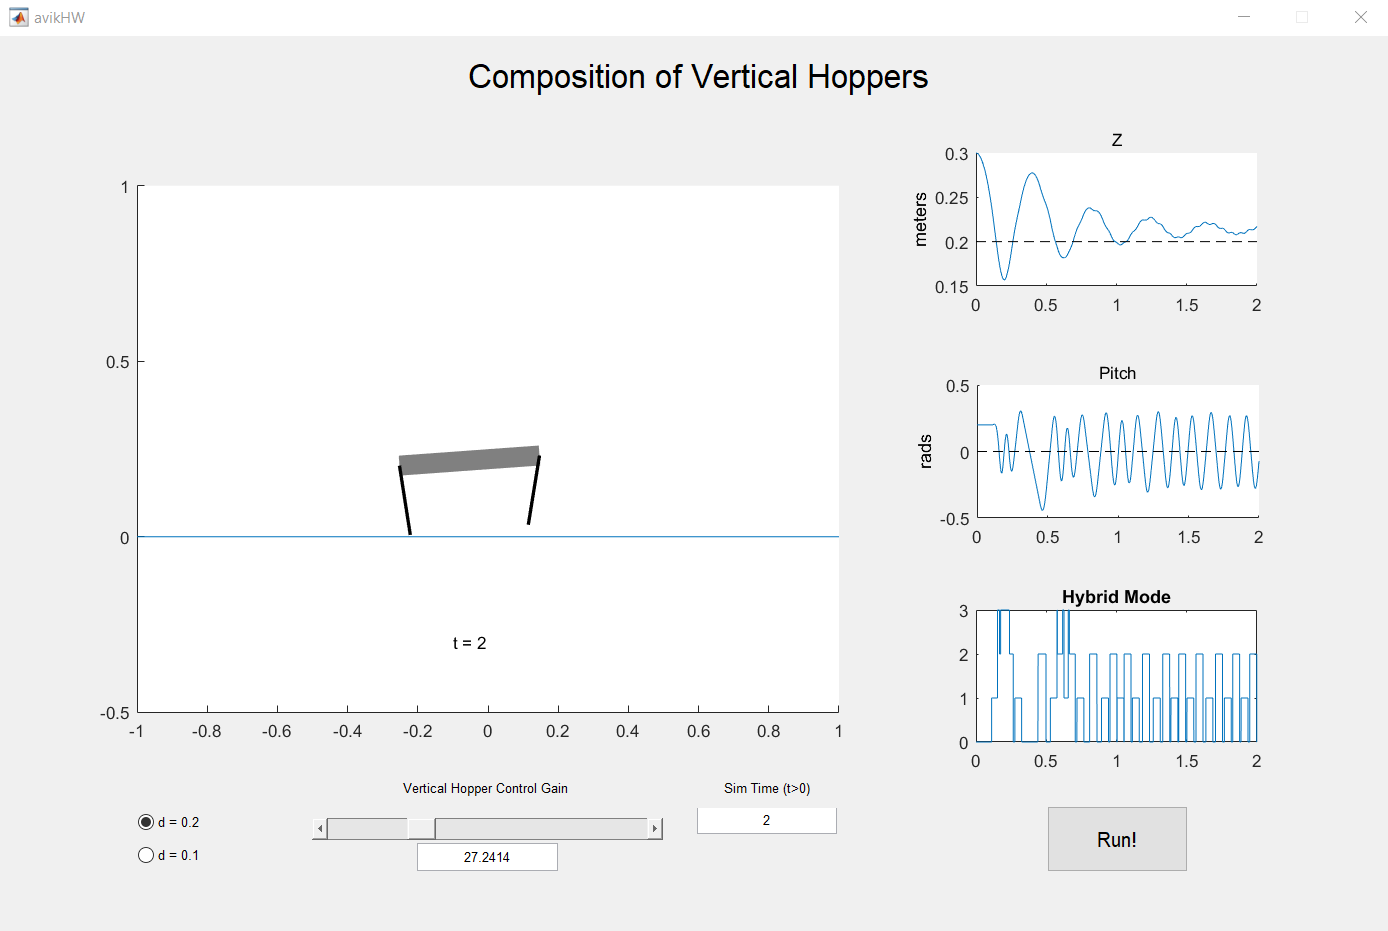 avikHW
Composition of Vertical Hoppers
1
0.5
0
-0.5
-1 -0.8 -0.6 -0.4 -0.2 0 0.2 0.4 0.6 0.8 1
t = 2
Z
meters
0.3
0.25
0.2
0.15
0 0.5 1 1.5 2
Pitch
rads
0.5
0
-0.5
0 0.5 1 1.5 2
Hybrid Mode
3
2
1
0
0 0.5 1 1.5 2
d = 0.2
d = 0.1
Vertical Hopper Control Gain
27.2414
Sim Time (t>0)
2
Run!